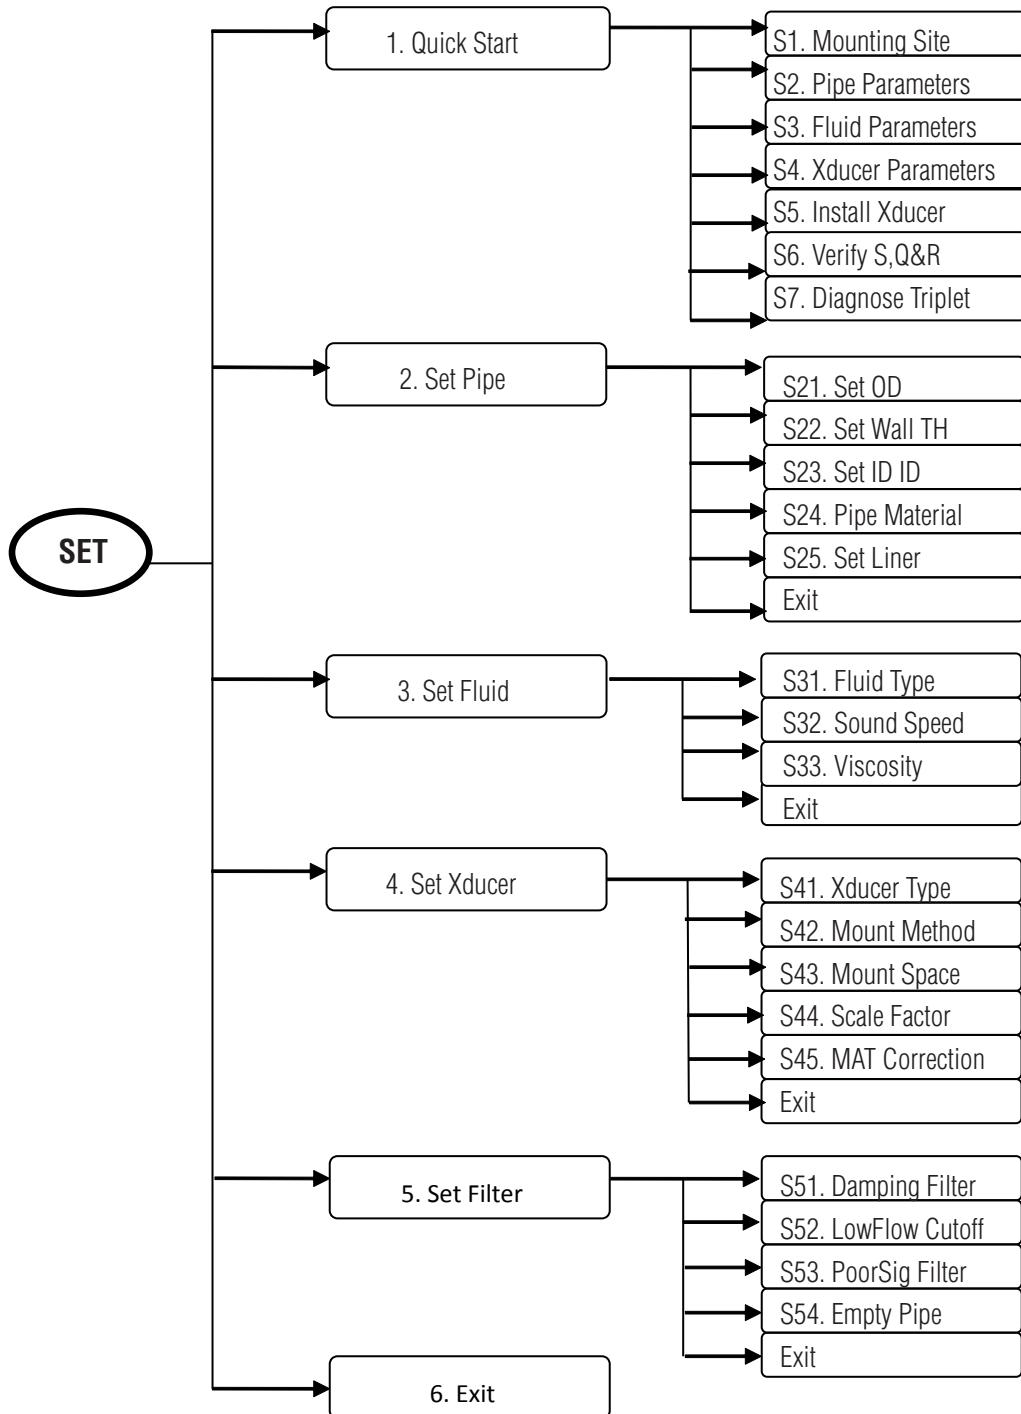 SET
1. Quick Start
S1. Mounting Site
S2. Pipe Parameters
S3. Fluid Parameters
S4. Xducer Parameters
S5. Install Xducer
S6. Verify S,Q&R
S7. Diagnose Triplet
2. Set Pipe
S21. Set OD
S22. Set Wall TH
S23. Set ID ID
S24. Pipe Material
S25. Set Liner
Exit
3. Set Fluid
S31. Fluid Type
S32. Sound Speed
S33. Viscosity
Exit
4. Set Xducer
S41. Xducer Type
S42. Mount Method
S43. Mount Space
S44. Scale Factor
S45. MAT Correction
Exit
5. Set Filter
S51. Damping Filter
S52. LowFlow Cutoff
S53. PoorSig Filter
S54. Empty Pipe
Exit
6. Exit